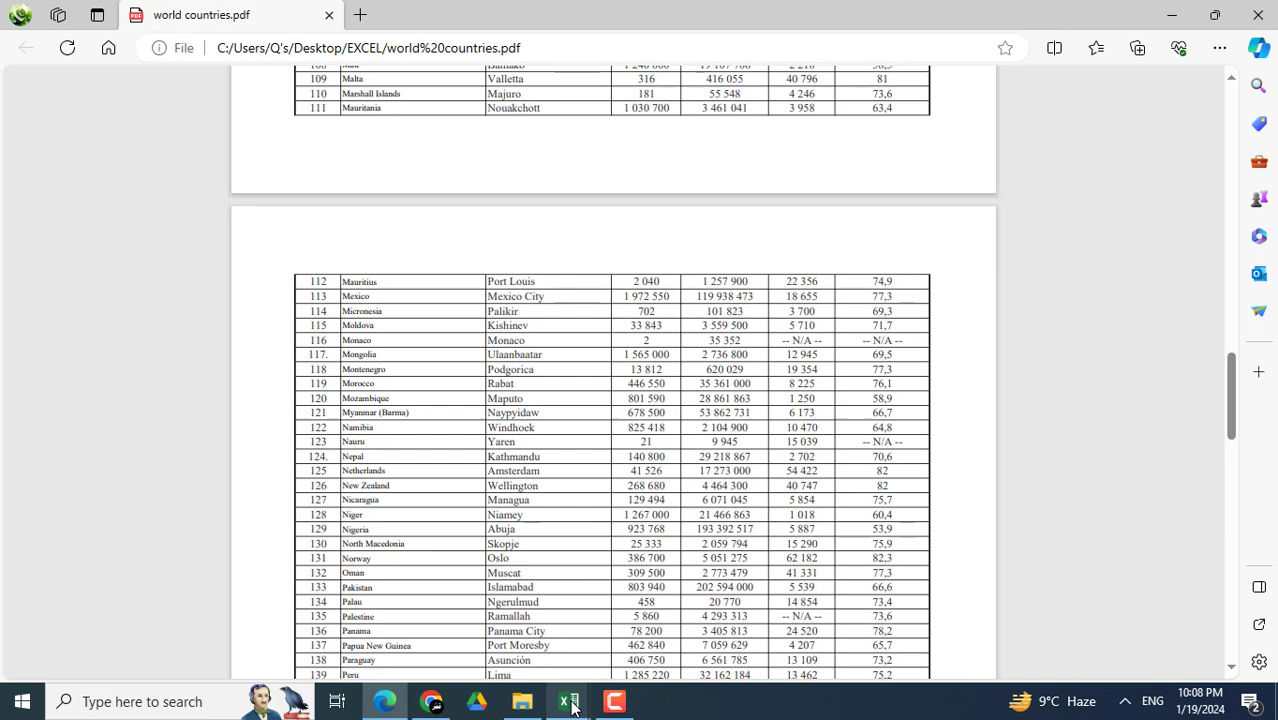 world countries.pdf
File C:/Users/Q's/Desktop/EXCEL/world%20countries.pdf
109 Malta Valletta 316 416 055 40 796 81
110 Marshall Islands Majuro 181 55 548 4 246 73,6
111 Mauritania Nouakchott 1 030 700 3 461 041 3 958 63,4
112 Mauritius Port Louis 2 040 1 257 900 22 356 74,9
113 Mexico Mexico City 1 972 550 119 938 473 18 655 77,3
114 Micronesia Palikir 702 101 823 3 700 69,3
115 Moldova Kishinev 33 843 3 559 500 5 710 71,7
116 Monaco Monaco 2 35 352 -- N/A -- -- N/A --
117. Mongolia Ulaanbaatar 1 565 000 2 736 800 12 945 69,5
118 Montenegro Podgorica 13 812 620 029 19 354 77,3
119 Morocco Rabat 446 550 35 361 000 8 225 76,1
120 Mozambique Maputo 801 590 28 861 863 1 250 58,9
121 Myanmar (Barma) Naypyidaw 678 500 53 862 731 6 173 66,7
122 Namibia Windhoek 825 418 2 104 900 10 470 64,8
123 Nauru Yaren 21 9 945 15 039 -- N/A --
124. Nepal Kathmandu 140 800 29 218 867 2 702 70,6
125 Netherlands Amsterdam 41 526 17 273 000 54 422 82
126 New Zealand Wellington 268 680 4 464 300 40 747 82
127 Nicaragua Managua 129 494 6 071 045 5 854 75,7
128 Niger Niamey 1 267 000 21 466 863 1 018 60,4
129 Nigeria Abuja 923 768 193 392 517 5 887 53,9
130 North Macedonia Skopje 25 333 2 059 794 15 290 75,9
131 Norway Oslo 386 700 5 051 275 62 182 82,3
132 Oman Muscat 309 500 2 773 479 41 331 77,3
133 Pakistan Islamabad 803 940 202 594 000 5 539 66,6
134 Palau Ngerulmud 458 20 770 14 854 73,4
135 Palestine Ramallah 5 860 4 293 313 -- N/A -- 73,6
136 Panama Panama City 78 200 3 405 813 24 520 78,2
137 Papua New Guinea Port Moresby 462 840 7 059 629 4 207 65,7
138 Paraguay Asunción 406 750 6 561 785 13 109 73,2
139 Peru Lima 1 285 220 32 162 184 13 462 75,2
Type here to search
9°C Haze ENG 10:08 PM
1/19/2024
2